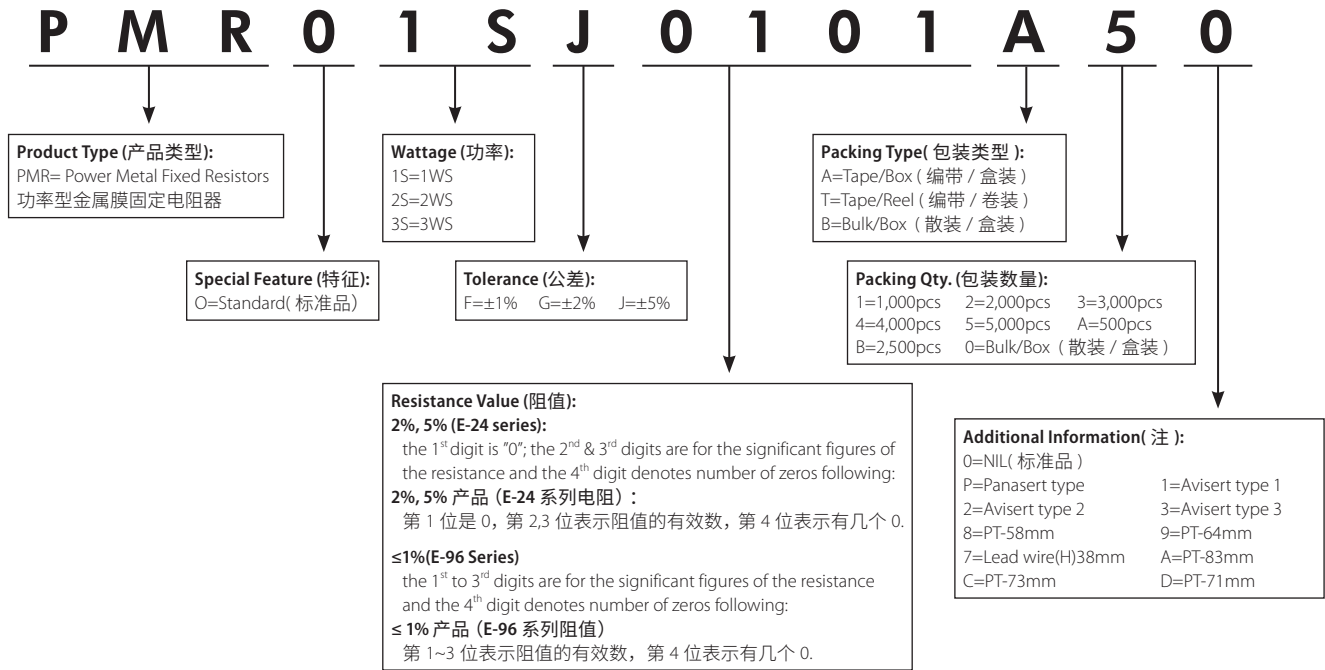 P M R 0 1 S J 0 1 0 1 A 5 0
Product Type (产品类型):
PMR= Power Metal Fixed Resistors
功率型金属膜固定电阻器
Wattage (功率):
1S=1WS
2S=2WS
3S=3WS
Packing Type( 包装类型 ):
A=Tape/Box ( 编带 / 盒装 )
T=Tape/Reel ( 编带 / 卷装 )
B=Bulk/Box ( 散装 / 盒装 )
Special Feature (特征):
O=Standard( 标准品)
Tolerance (公差):
F=±1% G=±2% J=±5%
Packing Qty. (包装数量):
1=1,000pcs 2=2,000pcs 3=3,000pcs
4=4,000pcs 5=5,000pcs A=500pcs
B=2,500pcs 0=Bulk/Box ( 散装 / 盒装 )
Resistance Value (阻值):
2%, 5% (E-24 series):
the 1st digit is "0"; the 2nd & 3rd digits are for the significant figures of
the resistance and the 4th digit denotes number of zeros following:
2%, 5% 产品 (E-24 系列电阻) :
第 1 位是 0, 第 2,3 位表示阻值的有效数, 第 4 位表示有几个 0.
≤1%(E-96 Series)
the 1st to 3rd digits are for the significant figures of the resistance
and the 4th digit denotes number of zeros following:
≤ 1% 产品 (E-96 系列阻值)
第 1~3 位表示阻值的有效数, 第 4 位表示有几个 0.
Additional Information( 注 ):
0=NIL( 标准品 )
P=Panasert type 1=Avisert type 1
2=Avisert type 2 3=Avisert type 3
8=PT-58mm 9=PT-64mm
7=Lead wire(H)38mm A=PT-83mm
C=PT-73mm D=PT-71mm